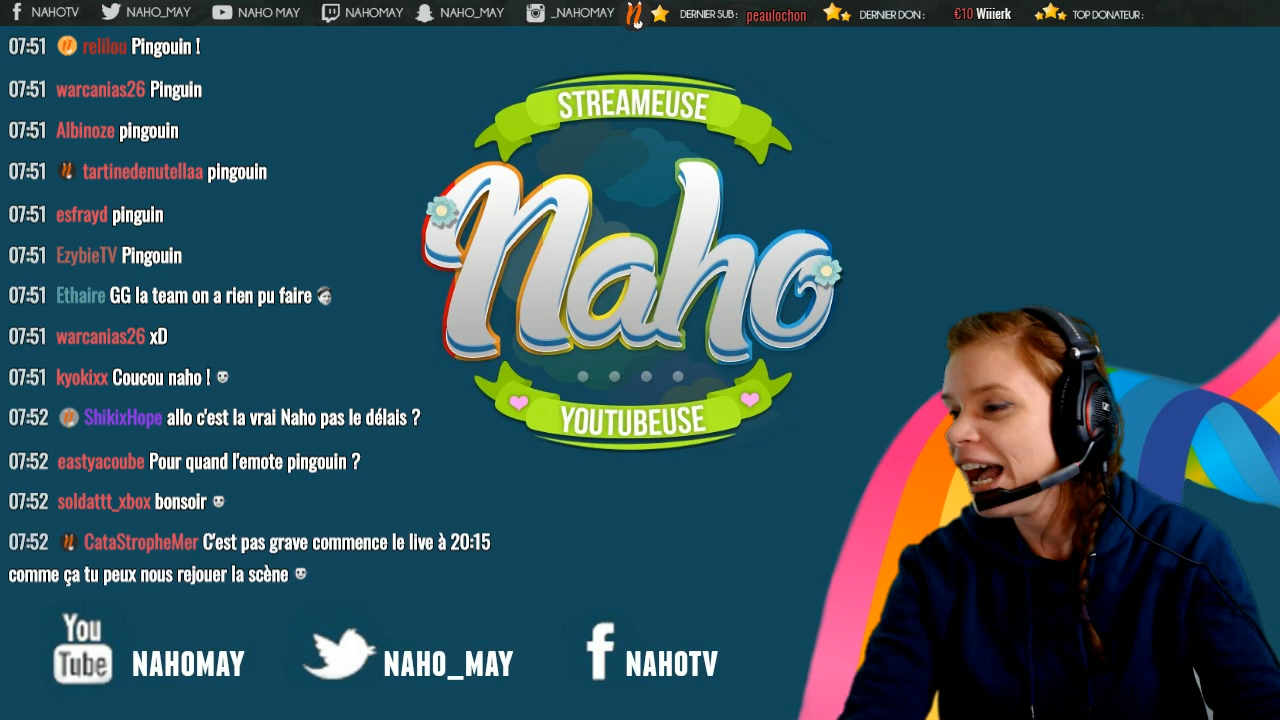 NAHOTV NAHO_MAY NAHO MAY NAHOMAY NAHO_MAY _NAHOMAY DERNIER SUB : peaulochon DERNIER DON : €10 Wiiierk TOP DONATEUR :
07:51 relilou Pingouin !
07:51 warcanias26 Pinguin
07:51 Albinoze pingouin
07:51 tartinedenutellaa pingouin
07:51 esfrayd pinguin
07:51 EzybieTV Pingouin
07:51 Ethaire GG la team on a rien pu faire
07:51 warcanias26 xD
07:51 kyokixx Coucou naho !
07:52 ShikixHope allo c'est la vrai Naho pas le délais ?
07:52 eastyacoube Pour quand l'emote pingouin ?
07:52 soldattt_xbox bonsoir
07:52 CataStropheMer C'est pas grave commence le live à 20:15
comme ça tu peux nous rejouer la scène
STREAMEUSE
Naho
YOUTUBEUSE
You
Tube
NAHOMAY
NAHO_MAY
NAHOTV